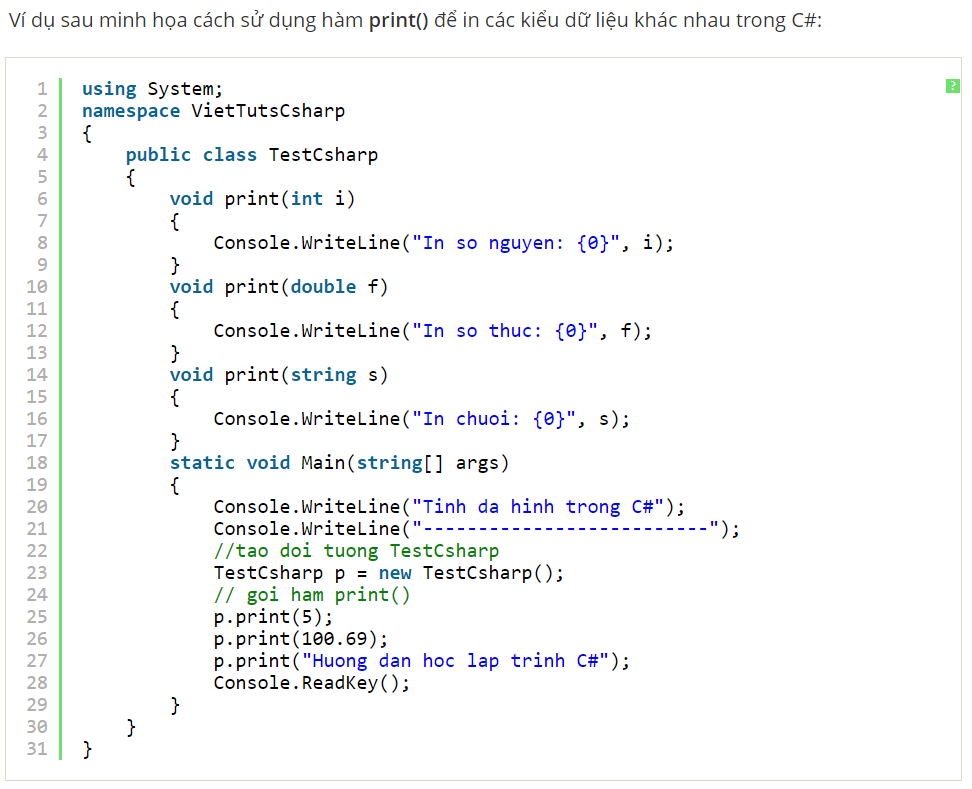 Ví dụ sau minh họa cách sử dụng hàm print() để in các kiểu dữ liệu khác nhau trong C#:
?
1 using System;
2 namespace VietTutsCsharp
3 {
4     public class TestCsharp
5     {
6         void print(int i)
7         {
8             Console.WriteLine("In so nguyen: {0}", i);
9         }
10         void print(double f)
11         {
12             Console.WriteLine("In so thuc: {0}", f);
13         }
14         void print(string s)
15         {
16             Console.WriteLine("In chuoi: {0}", s);
17         }
18         static void Main(string[] args)
19         {
20             Console.WriteLine("Tinh da hinh trong C#");
21             Console.WriteLine("--------------------------");
22             //tao doi tuong TestCsharp
23             TestCsharp p = new TestCsharp();
24             // goi ham print()
25             p.print(5);
26             p.print(100.69);
27             p.print("Huong dan hoc lap trinh C#");
28             Console.ReadKey();
29         }
30     }
31 }